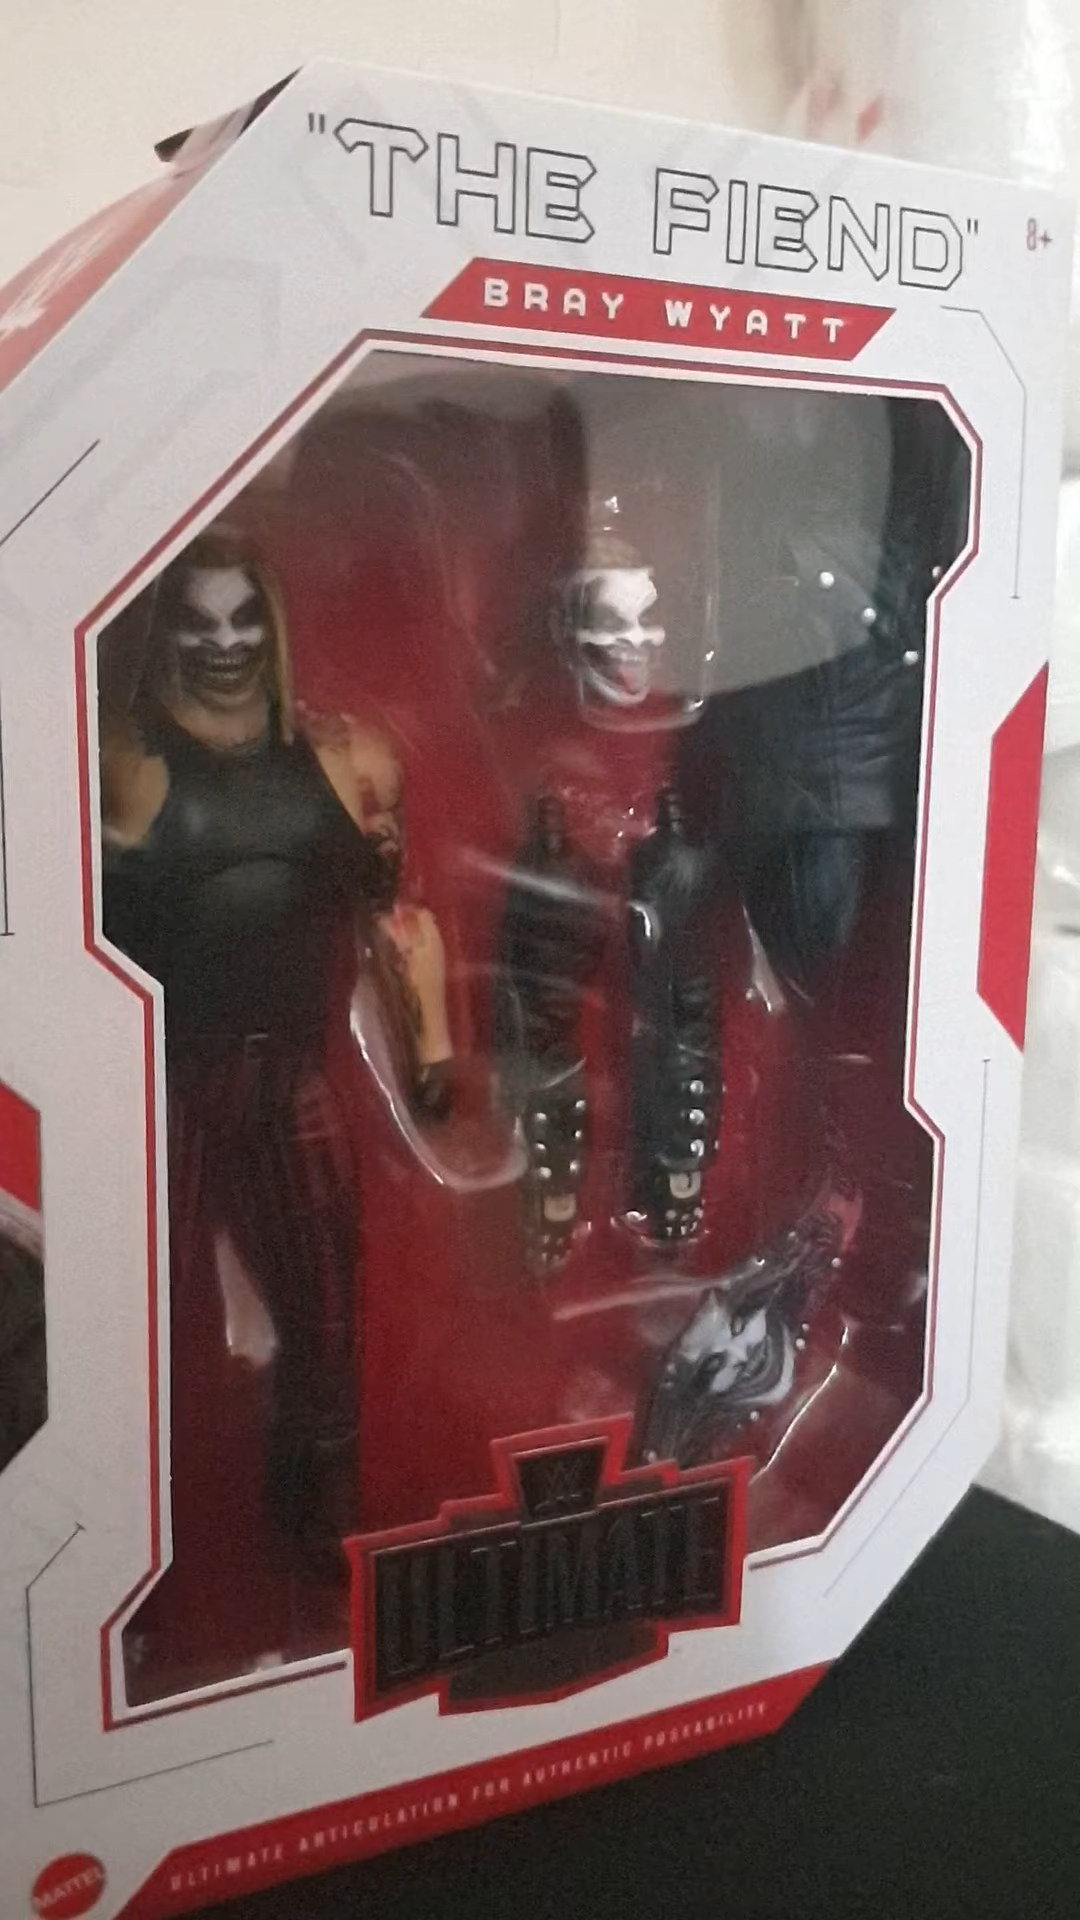 "THE FIEND"
8+
BRAY WYATT
W
ULTIMATE
ULTIMATE ARTICULATION FOR AUTHENTIC POSEABILITY
MATTEL